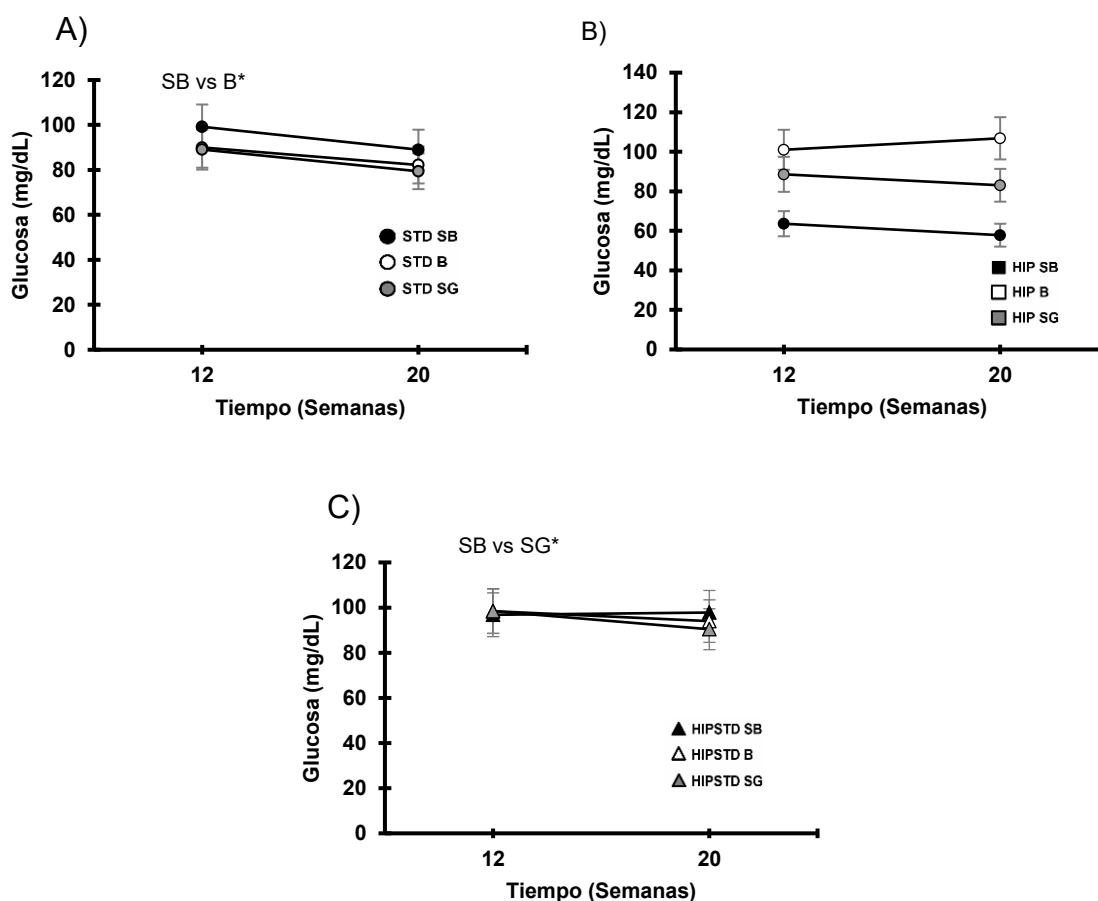 A)
SB vs B*
120
100
80
60
40
20
0
Glucosa (mg/dL)
STD SB
STD B
STD SG
12
20
Tiempo (Semanas)
B)
140
120
100
80
60
40
20
0
Glucosa (mg/dL)
HIP SB
HIP B
HIP SG
12
20
Tiempo (Semanas)
C)
SB vs SG*
120
100
80
60
40
20
0
Glucosa (mg/dL)
HIPSTD SB
HIPSTD B
HIPSTD SG
12
20
Tiempo (Semanas)